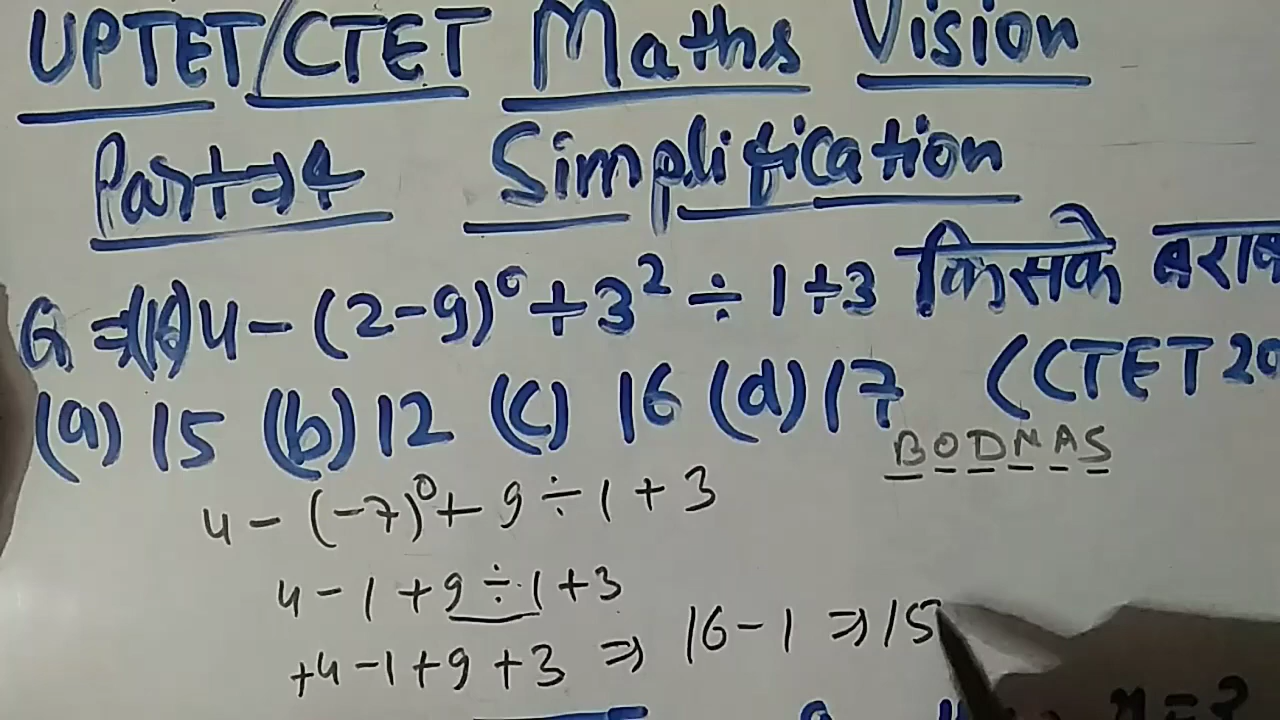 UPTET/CTET Maths Vision
Part⇒4 Simplification
Q ⇒(16) 4-(2-9)⁰+3²÷1+3 किसके
(a) 15 (b) 12 (c) 16 (d) 17 (CTET
BODMAS
4-(-7)⁰+9÷1+3
4-1+9÷1+3
+4-1+9+3 ⇒ 16-1 ⇒ 15